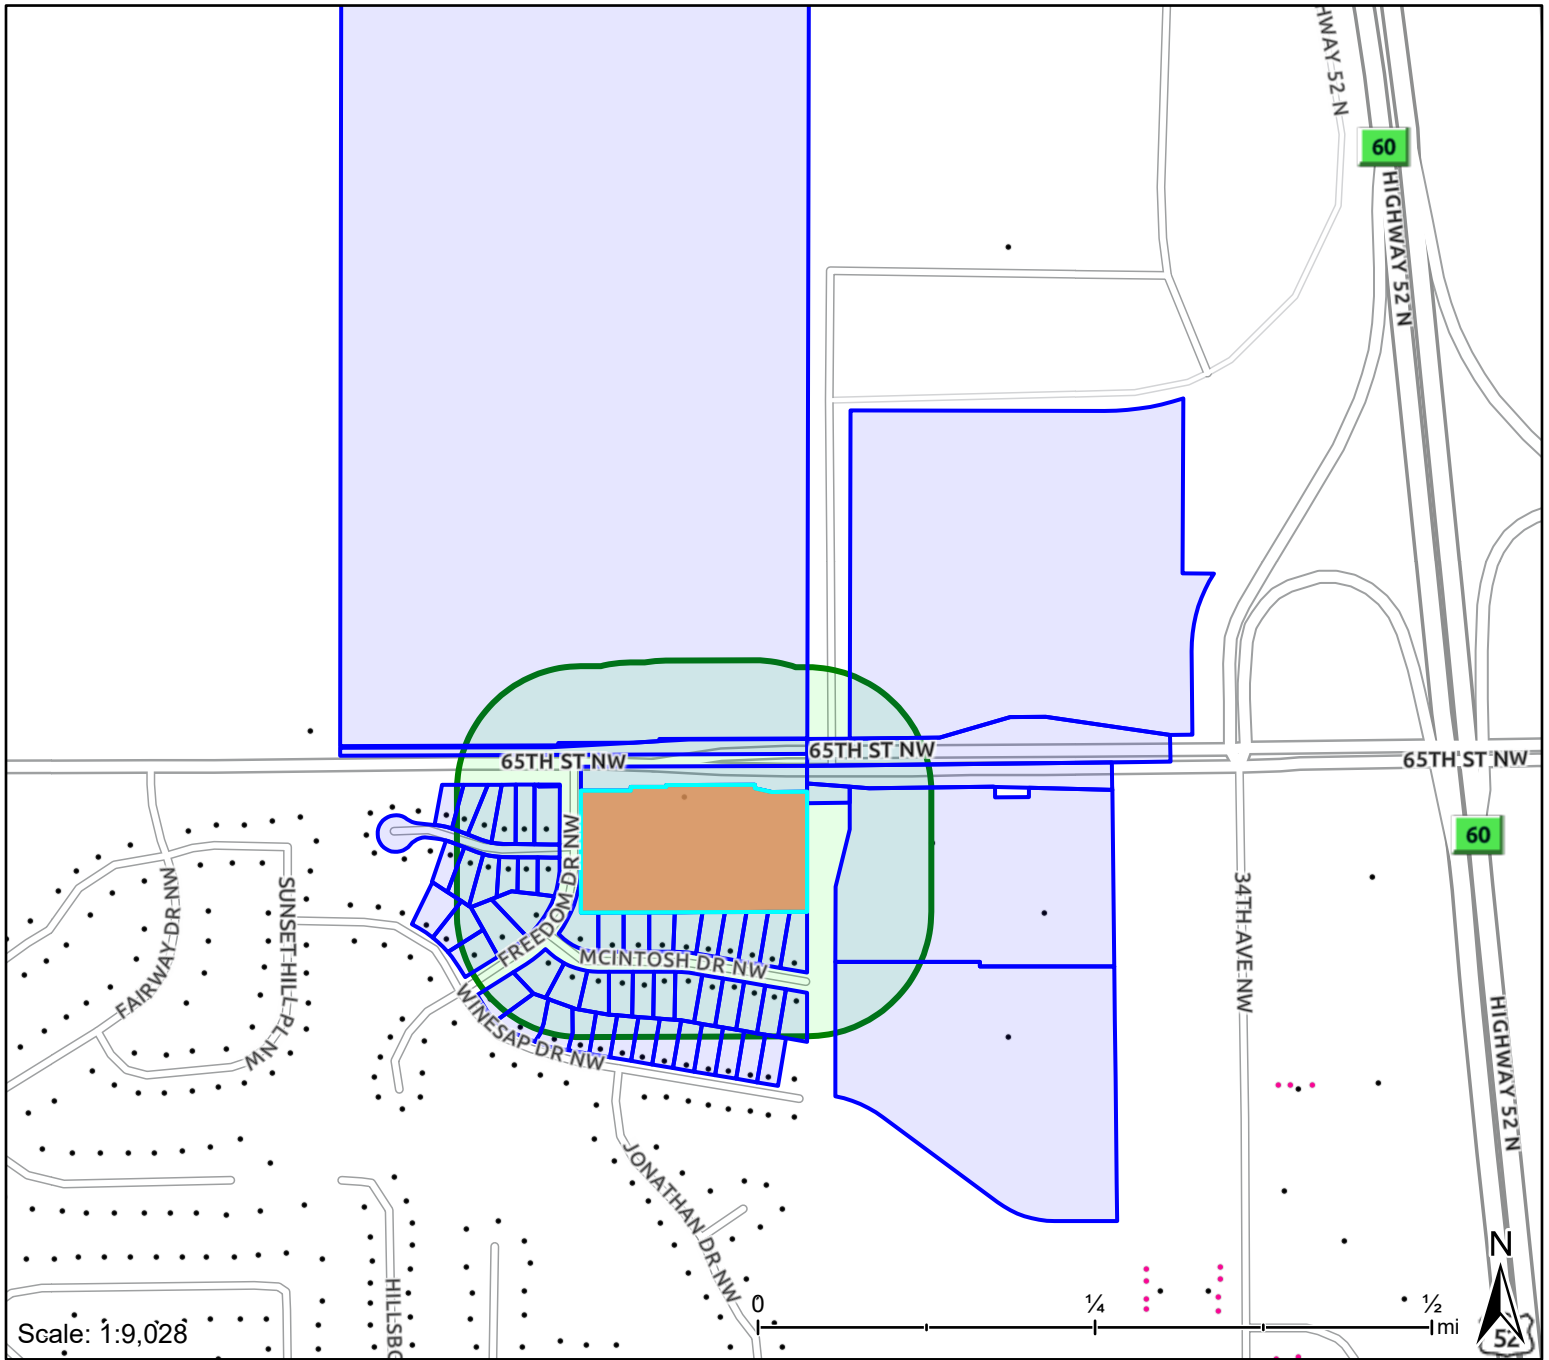 HWAY 52 N
60
HIGHWAY 52 N
65TH ST NW
65TH ST NW
65TH ST NW
60
FREEDOM DR NW
MCINTOSH DR NW
FAIRWAY DR NW
SUNSET HILL PL NW
34TH AVE NW
WINESAP DR NW
HIGHWAY 52 N
JONATHAN DR NW
HILLSBO
N
0
¼
½
mi
Scale: 1:9,028
52